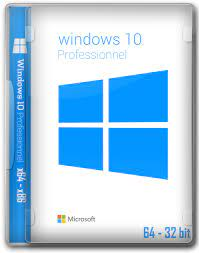 windows 10
Professionnel
Windows 10 Professionnel x64 - x86
Microsoft
64 - 32 bit